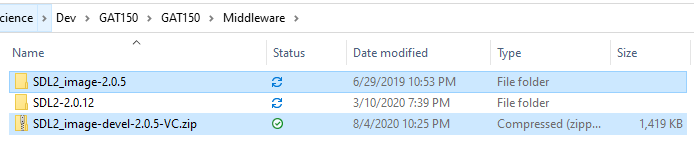 cience > Dev > GAT150 > GAT150 > Middleware >
Name Status Date modified Type Size
SDL2_image-2.0.5 6/29/2019 10:53 PM File folder
SDL2-2.0.12 3/10/2020 7:39 PM File folder
SDL2_image-devel-2.0.5-VC.zip 8/4/2020 10:25 PM Compressed (zipp... 1,419 KB